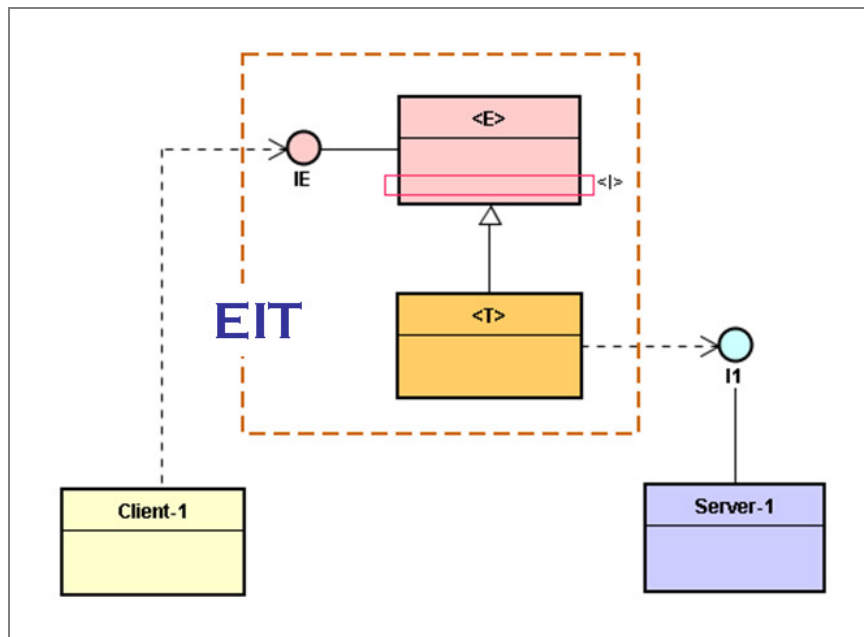 <E>
IE
<I>
EIT
<T>
I1
Client-1
Server-1